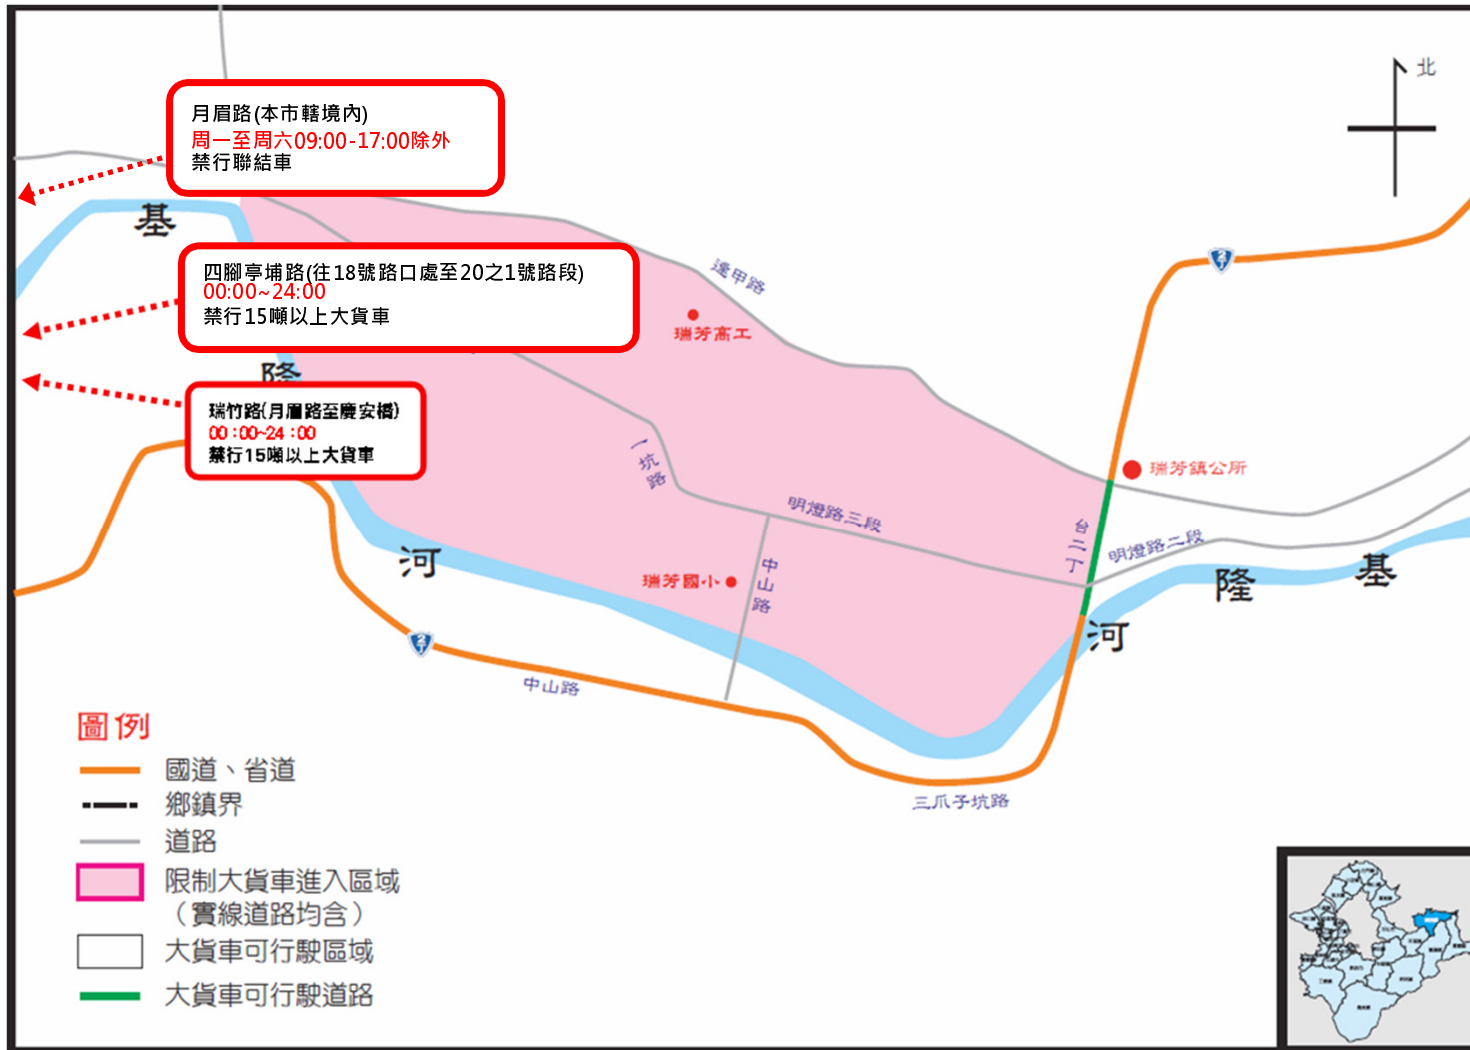 北
月眉路(本市轄境內)
周一至周六09:00-17:00除外
禁行聯結車
基
四腳亭埔路(往18號路口處至20之1號路段)
00:00~24:00
禁行15噸以上大貨車
逢甲路
2丁
瑞芳高工
隆
瑞竹路(月眉路至慶安橋)
00:00~24:00
禁行15噸以上大貨車
一坑路
瑞芳鎮公所
明燈路三段
台二丁
明燈路二段
河
瑞芳國小
中山路
基
隆
河
2丁
中山路
三爪子坑路
圖例
國道、省道
鄉鎮界
道路
限制大貨車進入區域
(實線道路均含)
大貨車可行駛區域
大貨車可行駛道路